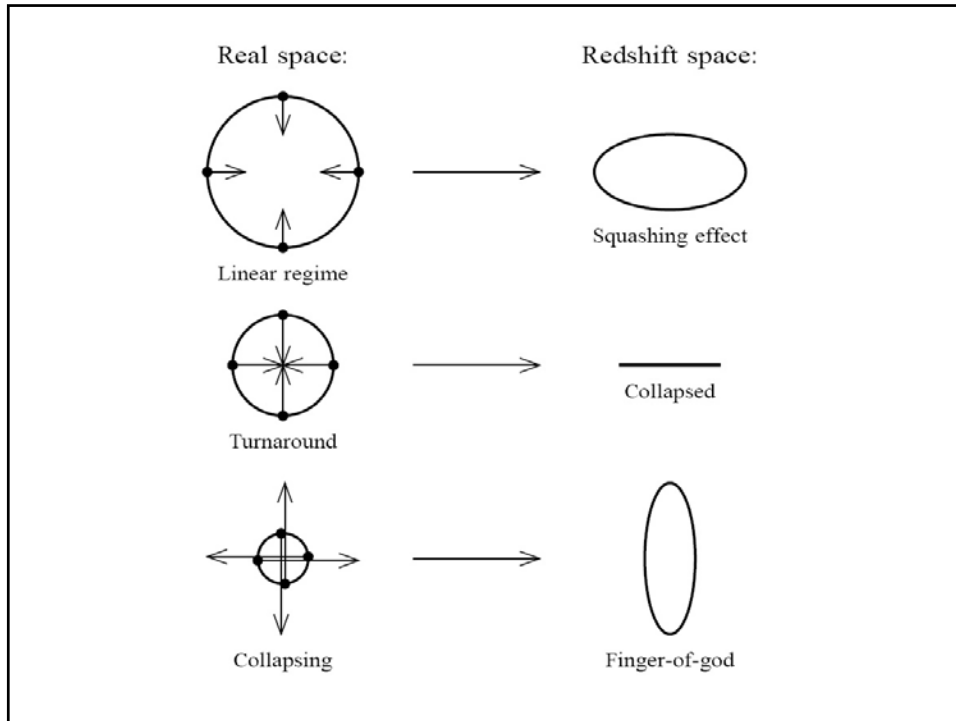 Real space:
Redshift space:
Squashing effect
Linear regime
Collapsed
Turnaround
Collapsing
Finger-of-god